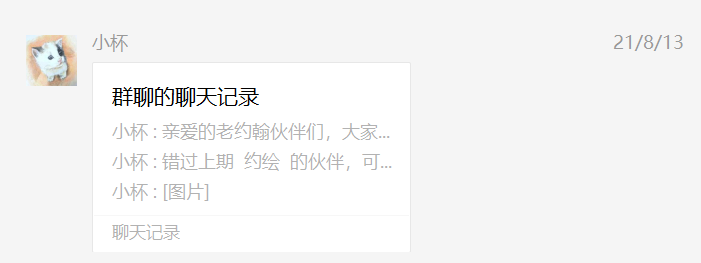 小杯
21/8/13
群聊的聊天记录
小杯 : 亲爱的老约翰伙伴们，大家...
小杯 : 错过上期  约绘  的伙伴，可...
小杯 : [图片]
聊天记录